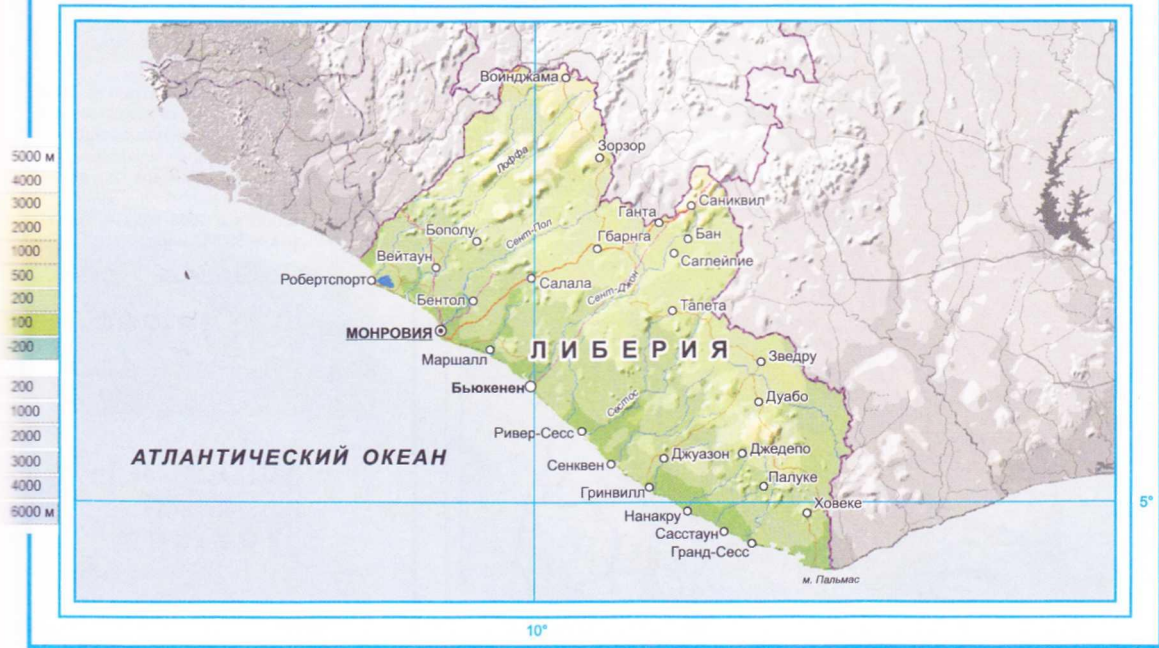 5000 м
4000
3000
2000
1000
500
200
100
-200
200
1000
2000
3000
4000
6000 м
Воинджама
Зорзор
Лоффа
Саниквил
Ганта
Бополу
Сент-Пол
Гбарнга
Бан
Вейтаун
Саглейпие
Робертспорт
Салала
Сент-Джон
Бентол
Тапета
МОНРОВИЯ
ЛИБЕРИЯ
Маршалл
Зведру
Бьюкенен
Дуабо
Сестос
Ривер-Сесс
АТЛАНТИЧЕСКИЙ ОКЕАН
Джуазон
Джедепо
Сенквен
Палуке
Гринвилл
Ховеке
5°
Нанакру
Сасстаун
Гранд-Сесс
м. Пальмас
10°